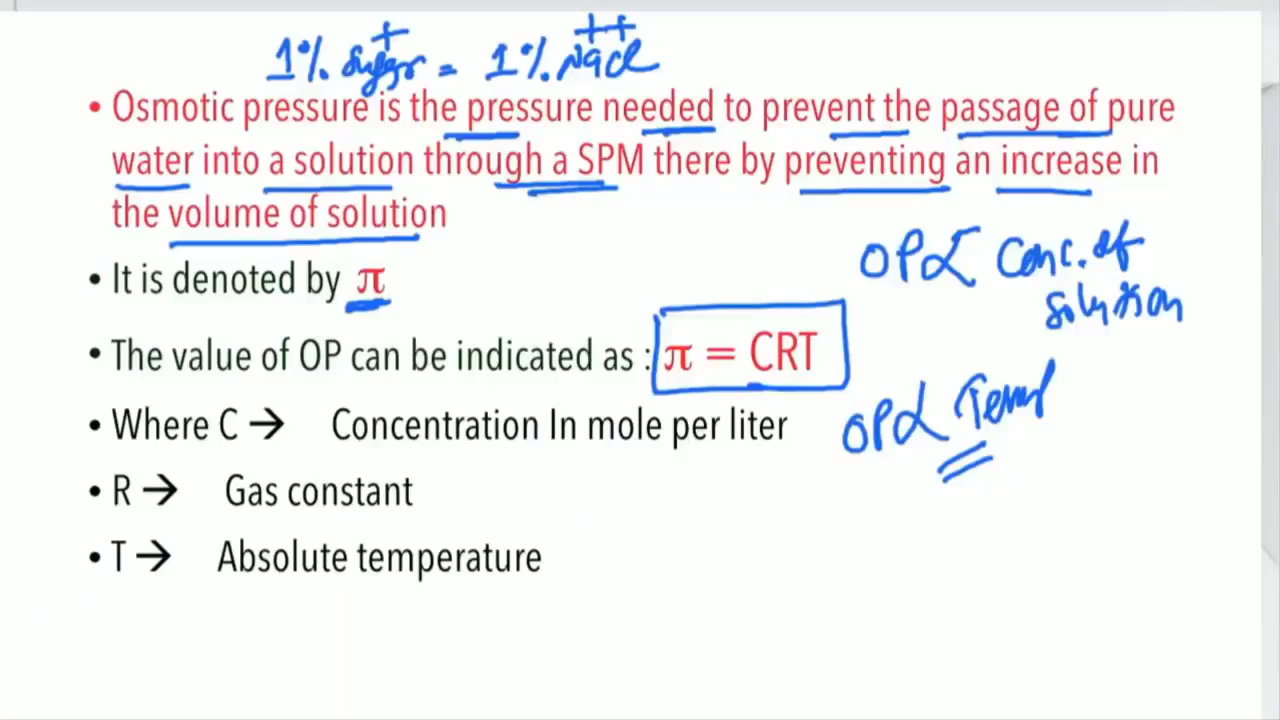 1% Sugar = 1% NaCl
+ ++
• Osmotic pressure is the pressure needed to prevent the passage of pure
water into a solution through a SPM there by preventing an increase in
the volume of solution
OP∝ Conc. of
solution
• It is denoted by π
• The value of OP can be indicated as : π = CRT
OP∝ Temp
• Where C → Concentration In mole per liter
• R → Gas constant
• T → Absolute temperature